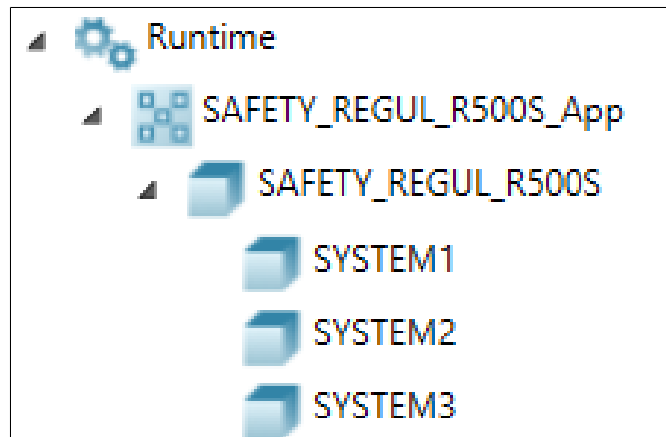 Runtime
SAFETY_REGUL_R500S_App
SAFETY_REGUL_R500S
SYSTEM1
SYSTEM2
SYSTEM3